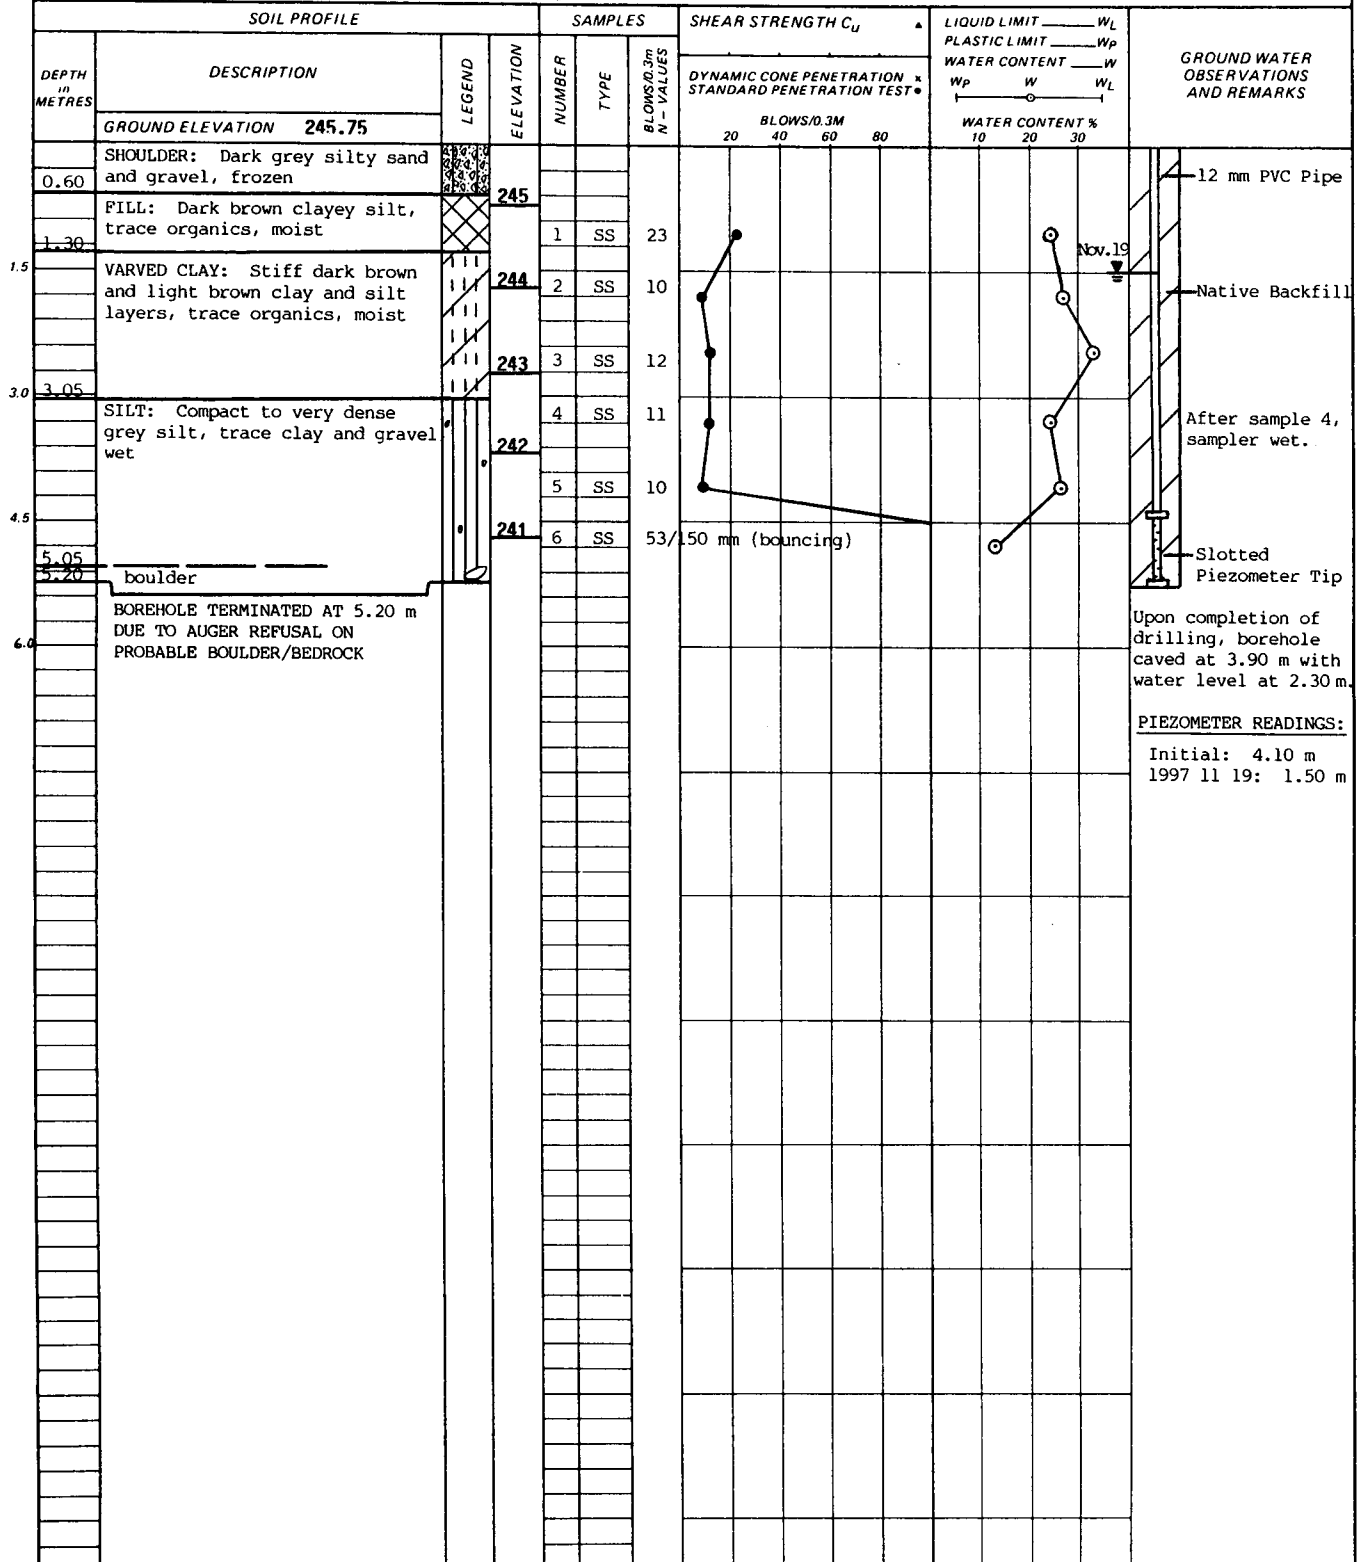 SOIL PROFILE
SAMPLES
SHEAR STRENGTH Cu ▲
LIQUID LIMIT ______ WL
PLASTIC LIMIT ______ WP
WATER CONTENT ____ W
WP W WL
WATER CONTENT %
10 20 30
GROUND WATER
OBSERVATIONS
AND REMARKS
DEPTH
in
METRES
DESCRIPTION
LEGEND
ELEVATION
NUMBER
TYPE
BLOWS/0.3m
N - VALUES
DYNAMIC CONE PENETRATION x
STANDARD PENETRATION TEST ●
BLOWS/0.3M
20 40 60 80
GROUND ELEVATION 245.75
SHOULDER: Dark grey silty sand
and gravel, frozen
0.60
245
12 mm PVC Pipe
FILL: Dark brown clayey silt,
trace organics, moist
1.30
1 SS 23
Nov.19
1.5
VARVED CLAY: Stiff dark brown
and light brown clay and silt
layers, trace organics, moist
244
2 SS 10
Native Backfill
243
3 SS 12
3.0
3.05
SILT: Compact to very dense
grey silt, trace clay and gravel
wet
4 SS 11
After sample 4,
sampler wet.
242
5 SS 10
4.5
241
6 SS 53/150 mm (bouncing)
5.05
5.20
boulder
Slotted
Piezometer Tip
BOREHOLE TERMINATED AT 5.20 m
DUE TO AUGER REFUSAL ON
PROBABLE BOULDER/BEDROCK
6.0
Upon completion of
drilling, borehole
caved at 3.90 m with
water level at 2.30 m.
PIEZOMETER READINGS:
Initial: 4.10 m
1997 11 19: 1.50 m